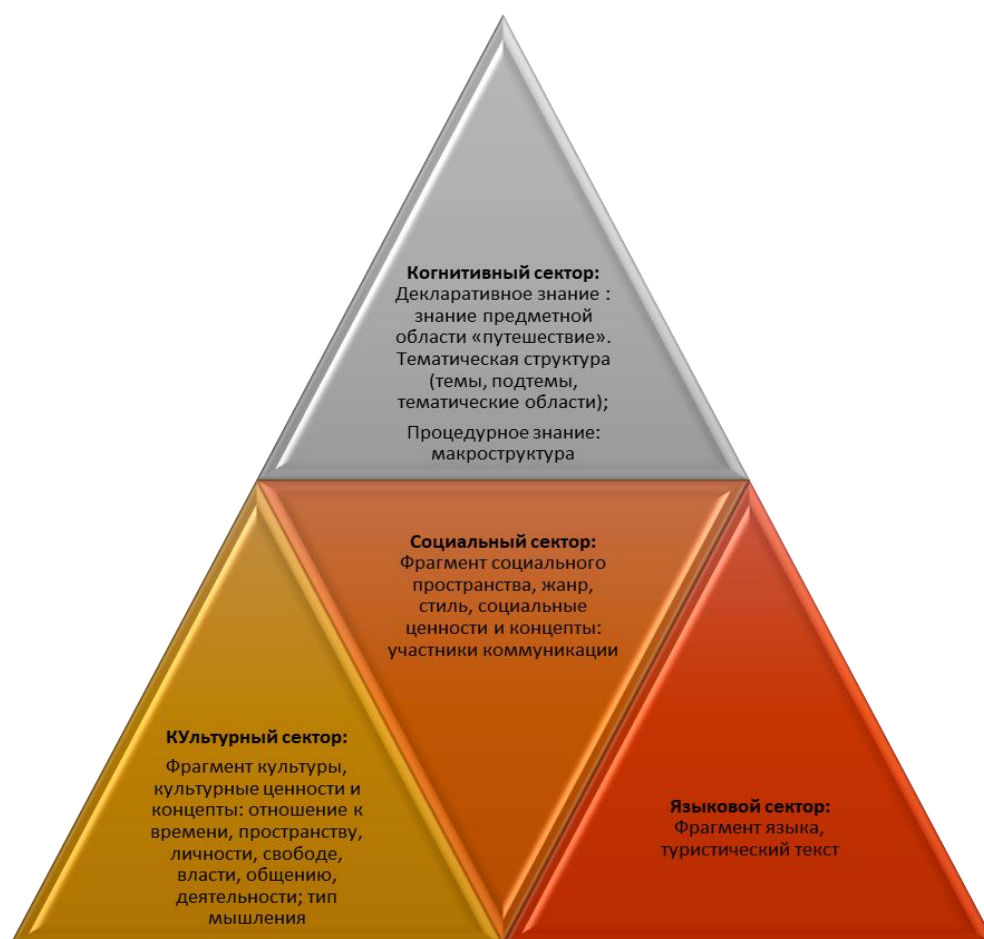 Когнитивный сектор:
Декларативное знание :
знание предметной
области «путешествие».
Тематическая структура
(темы, подтемы,
тематические области);
Процедурное знание:
макроструктура
Социальный сектор:
Фрагмент социального
пространства, жанр,
стиль, социальные
ценности и концепты:
участники коммуникации
КУльтурный сектор:
Фрагмент культуры,
культурные ценности и
концепты: отношение к
времени, пространству,
личности, свободе,
власти, общению,
деятельности; тип
мышления
Языковой сектор:
Фрагмент языка,
туристический текст